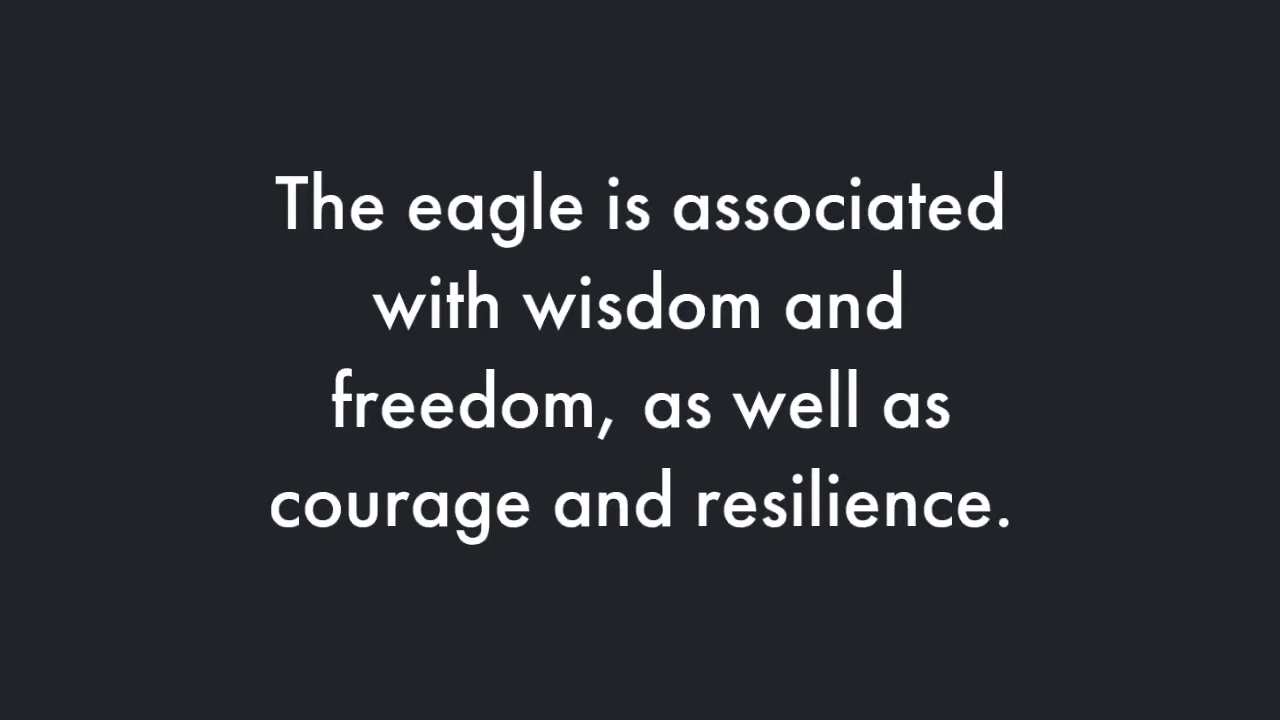 The eagle is associated
with wisdom and
freedom, as well as
courage and resilience.